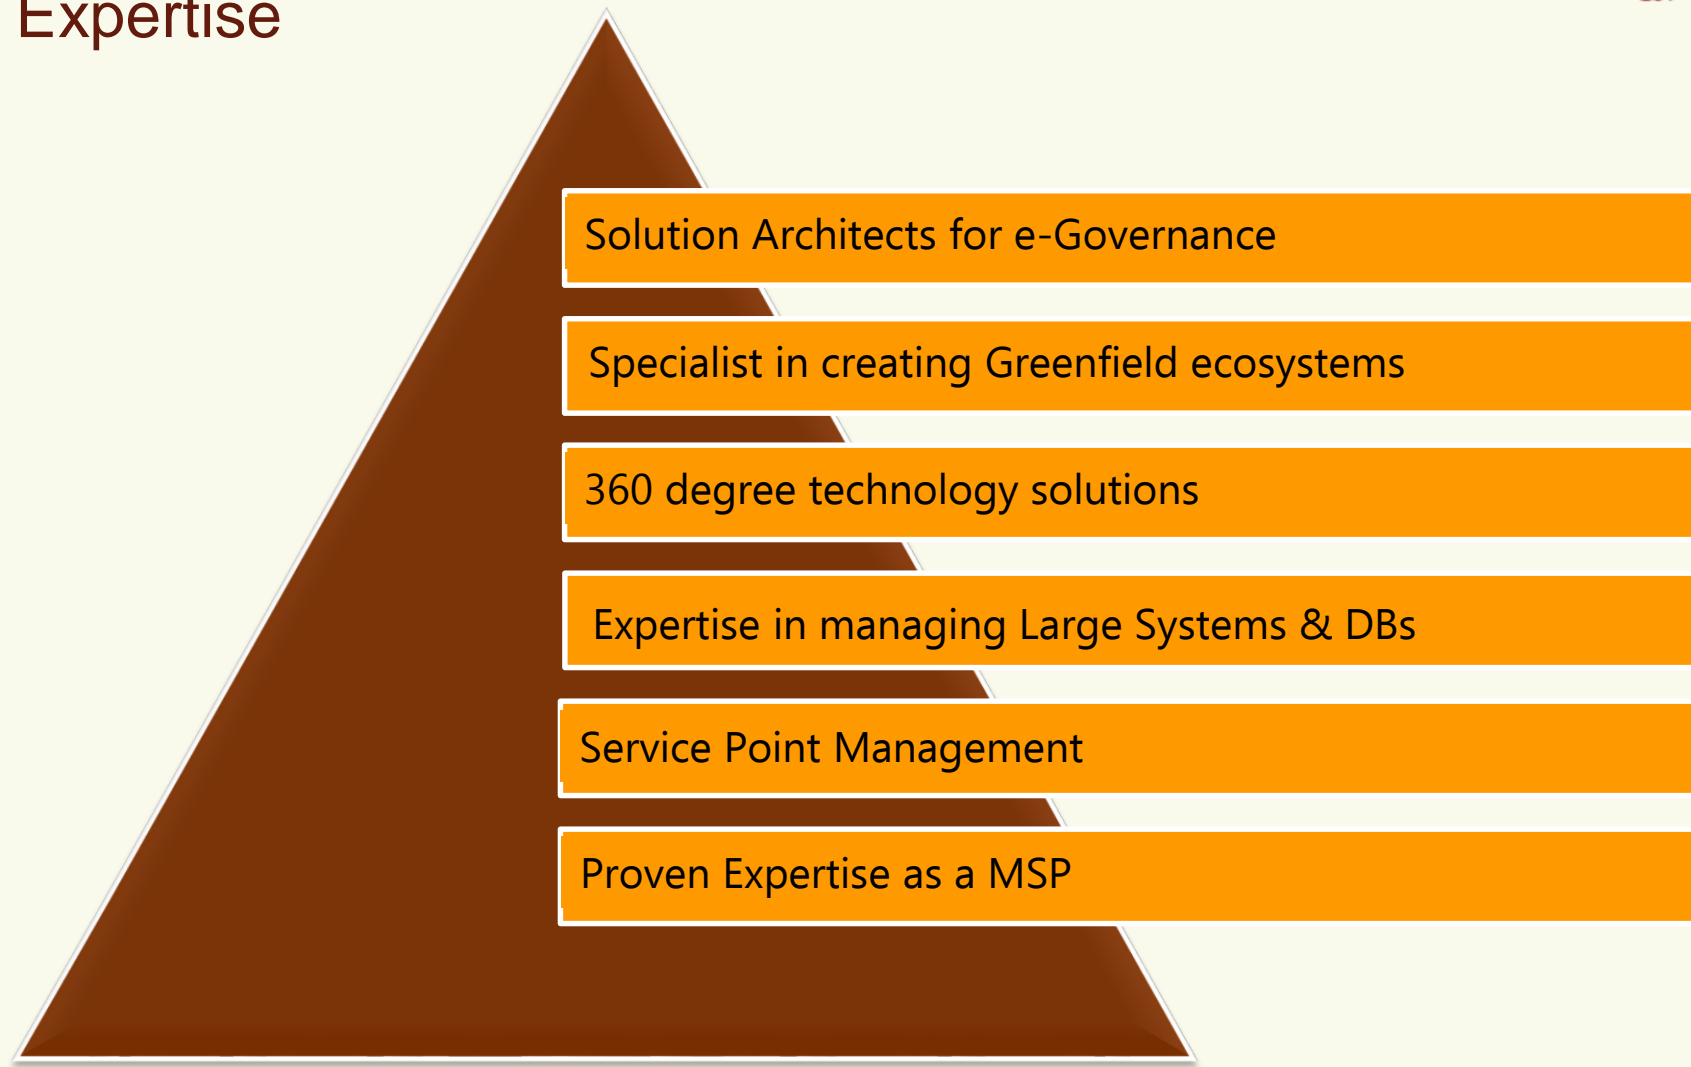 Expertise
Solution Architects for e-Governance
Specialist in creating Greenfield ecosystems
360 degree technology solutions
Expertise in managing Large Systems & DBs
Service Point Management
Proven Expertise as a MSP